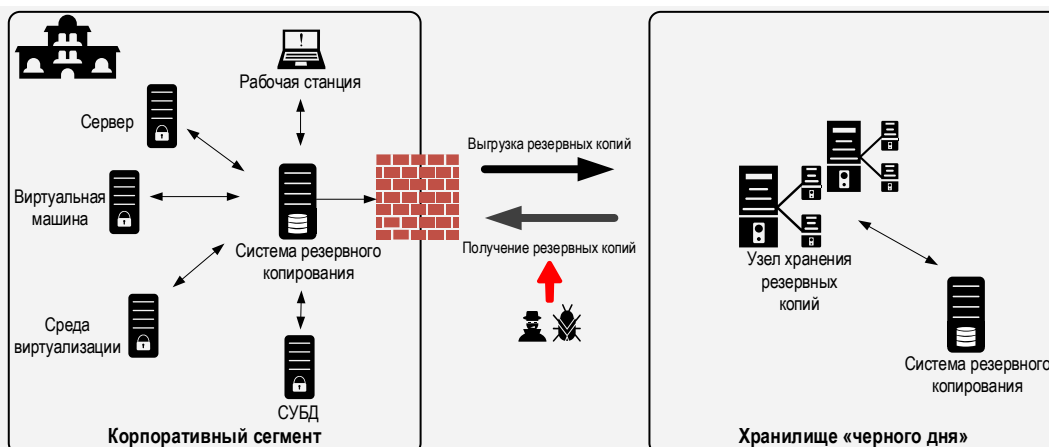 Рабочая станция
Сервер
Виртуальная
машина
Система резервного
копирования
Среда
виртуализации
СУБД
Корпоративный сегмент
Выгрузка резервных копий
Получение резервных копий
Узел хранения
резервных
копий
Система резервного
копирования
Хранилище «черного дня»